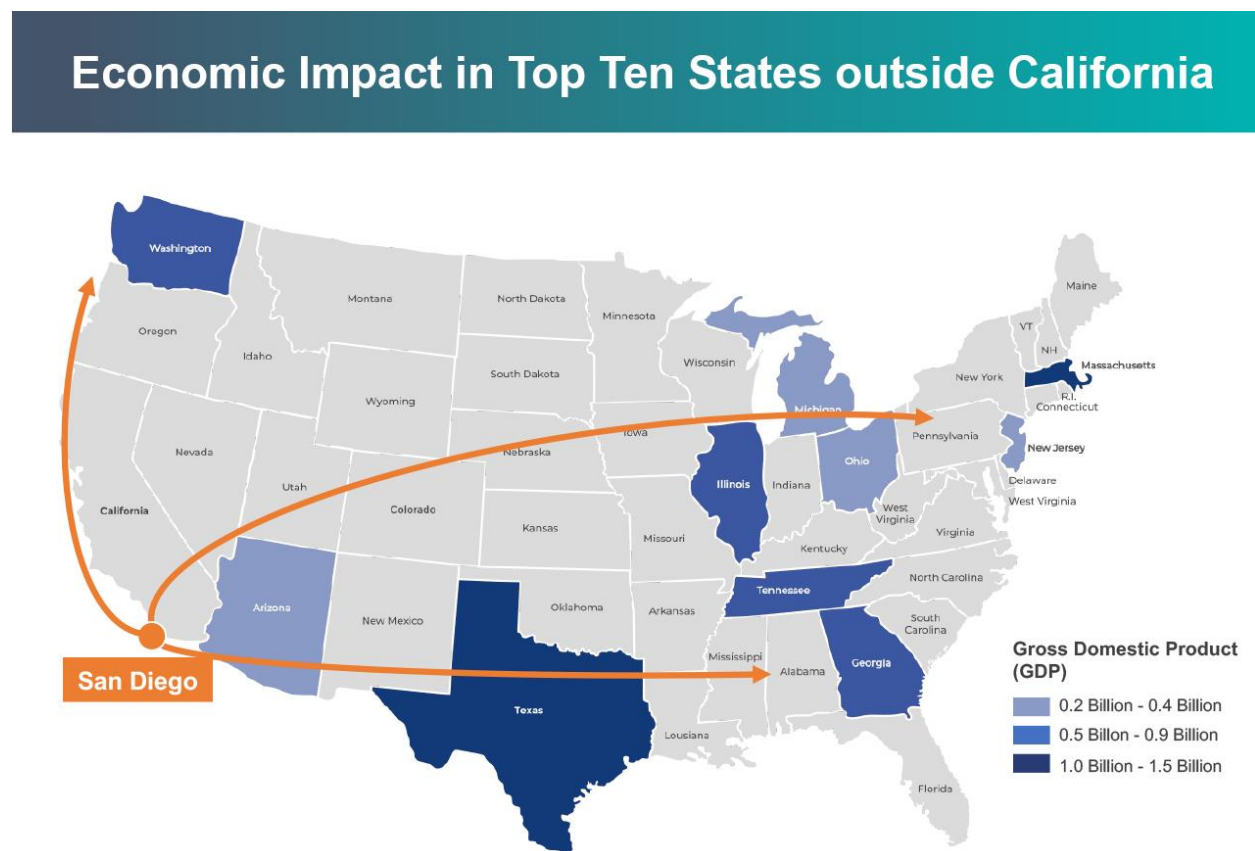 Economic Impact in Top Ten States outside California
Washington
Montana
North Dakota
Minnesota
Maine
Oregon
Idaho
South Dakota
Wisconsin
Michigan
VT
NH
Massachusetts
New York
R.I.
Connecticut
Wyoming
Iowa
Nebraska
Pennsylvania
New Jersey
Nevada
Utah
Colorado
Illinois
Indiana
Ohio
Delaware
West Virginia
California
Kansas
Missouri
West
Virginia
Virginia
Kentucky
North Carolina
Arizona
New Mexico
Oklahoma
Arkansas
Tennessee
South
Carolina
Mississippi
Alabama
Georgia
San Diego
Texas
Lousiana
Florida
Gross Domestic Product
(GDP)
0.2 Billion - 0.4 Billion
0.5 Billon - 0.9 Billion
1.0 Billion - 1.5 Billion